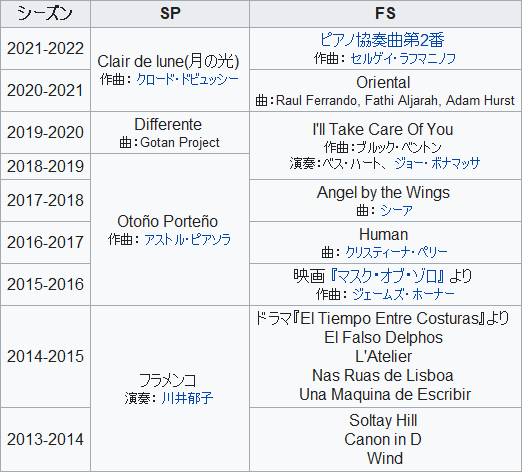 シーズン SP FS
2021-2022 Clair de lune(月の光) ピアノ協奏曲第2番
作曲：クロード・ドビュッシー 作曲： セルゲイ・ラフマニノフ
2020-2021 Oriental
曲：Raul Ferrando, Fathi Aljarah, Adam Hurst
2019-2020 Differente I'll Take Care Of You
曲：Gotan Project 作曲：ブルック・ベントン
演奏：ベス・ハート、ジョー・ボナマッサ
2018-2019 Otoño Porteño
作曲： アストル・ピアソラ
2017-2018 Angel by the Wings
曲： シーア
2016-2017 Human
曲： クリスティーナ・ペリー
2015-2016 映画 『マスク・オブ・ゾロ』 より
作曲： ジェームズ・ホーナー
2014-2015 フラメンコ ドラマ『El Tiempo Entre Costuras』より
演奏： 川井郁子 El Falso Delphos
L'Atelier
Nas Ruas de Lisboa
Una Maquina de Escribir
2013-2014 Soltay Hill
Canon in D
Wind